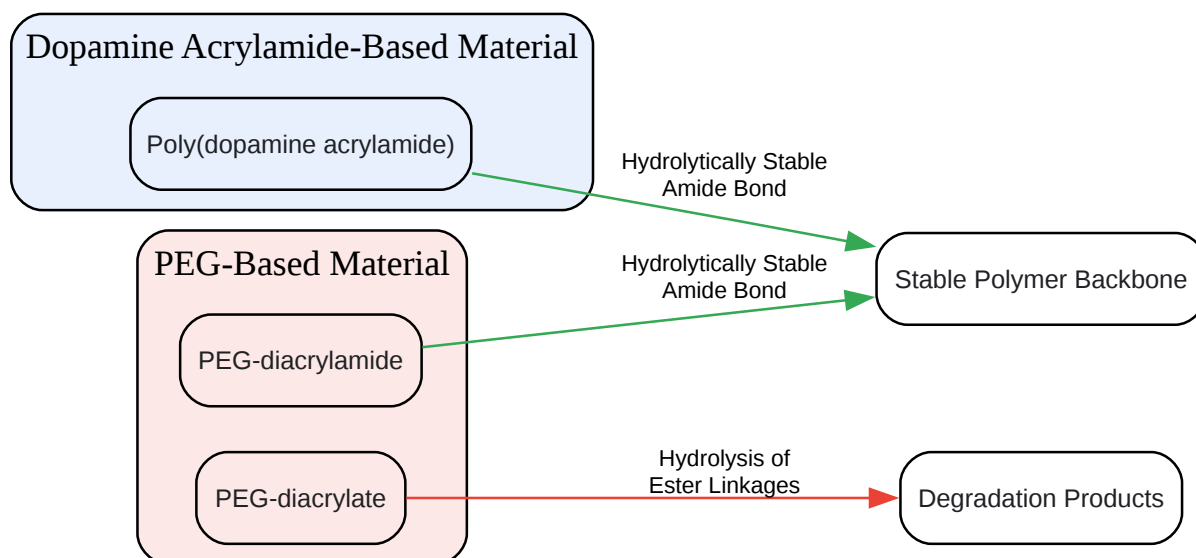 Dopamine Acrylamide-Based Material
Poly(dopamine acrylamide)
Hydrolytically Stable
Amide Bond
PEG-Based Material
Hydrolytically Stable
Amide Bond
Stable Polymer Backbone
PEG-diacrylamide
Hydrolysis of
Ester Linkages
PEG-diacrylate
Degradation Products